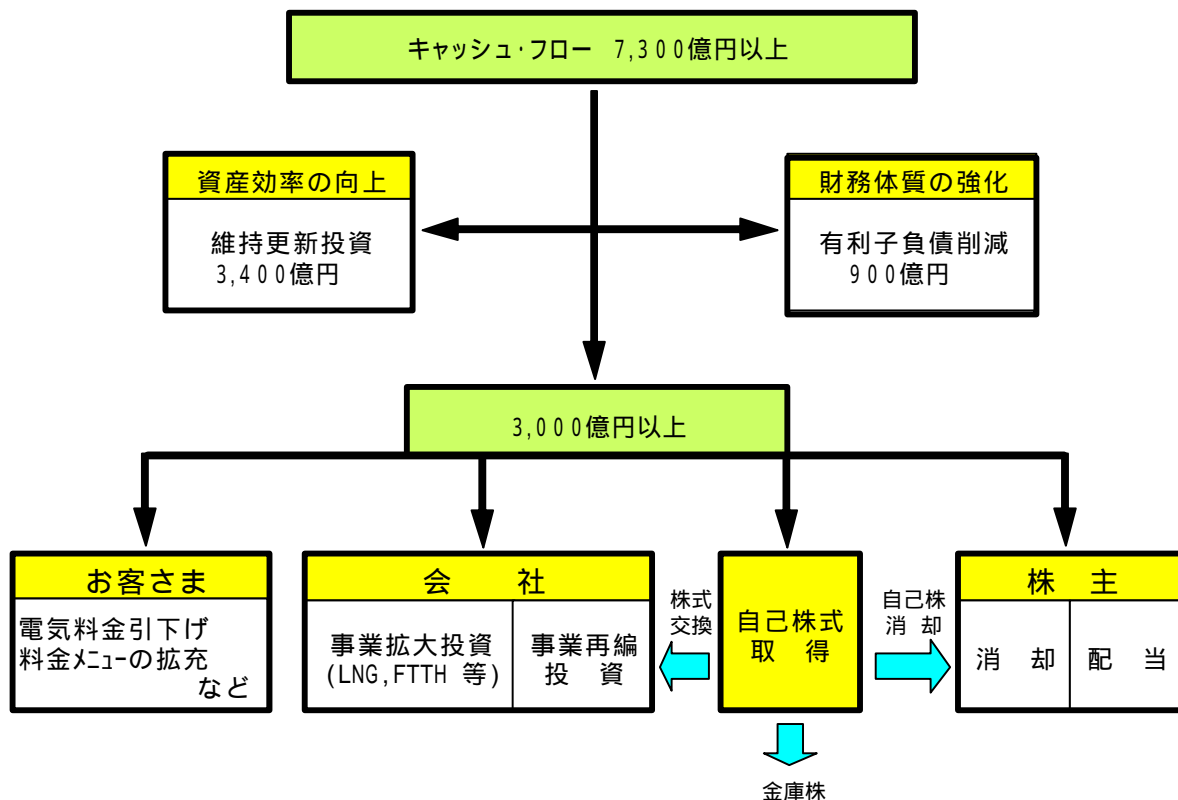 キャッシュ・フロー 7,300億円以上
資産効率の向上
維持更新投資
3,400億円
財務体質の強化
有利子負債削減
900億円
3,000億円以上
お客さま
電気料金引下げ
料金メニューの拡充
など
会 社
事業拡大投資
(LNG,FTTH 等)
事業再編
投 資
株式
交換
自己株式
取 得
自己株
消 却
株 主
消 却
配 当
金庫株